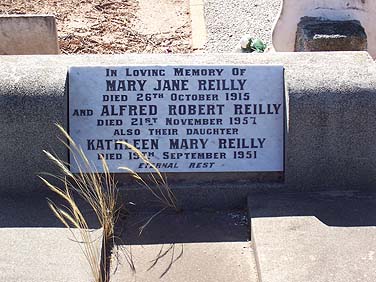 In Loving Memory Of
MARY JANE REILLY
DIED 26TH OCTOBER 1915
AND ALFRED ROBERT REILLY
DIED 21ST NOVEMBER 1957
ALSO THEIR DAUGHTER
KATHLEEN MARY REILLY
DIED 19TH SEPTEMBER 1951
ETERNAL REST